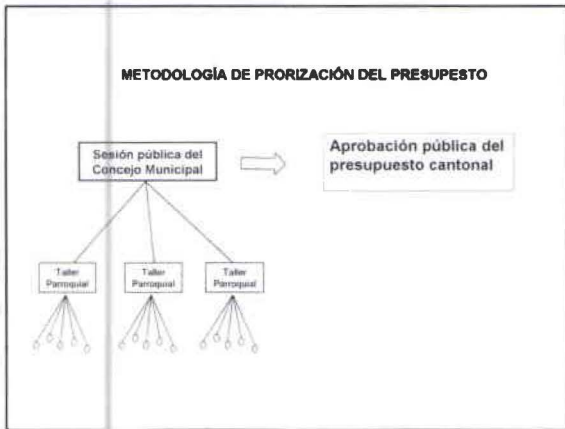 METODOLOGÍA DE PRORIZACIÓN DEL PRESUPESTO
Sesión pública del
Concejo Municipal
Aprobación pública del
presupuesto cantonal
Taller
Parroquial
Taller
Parroquial
Taller
Parroquial